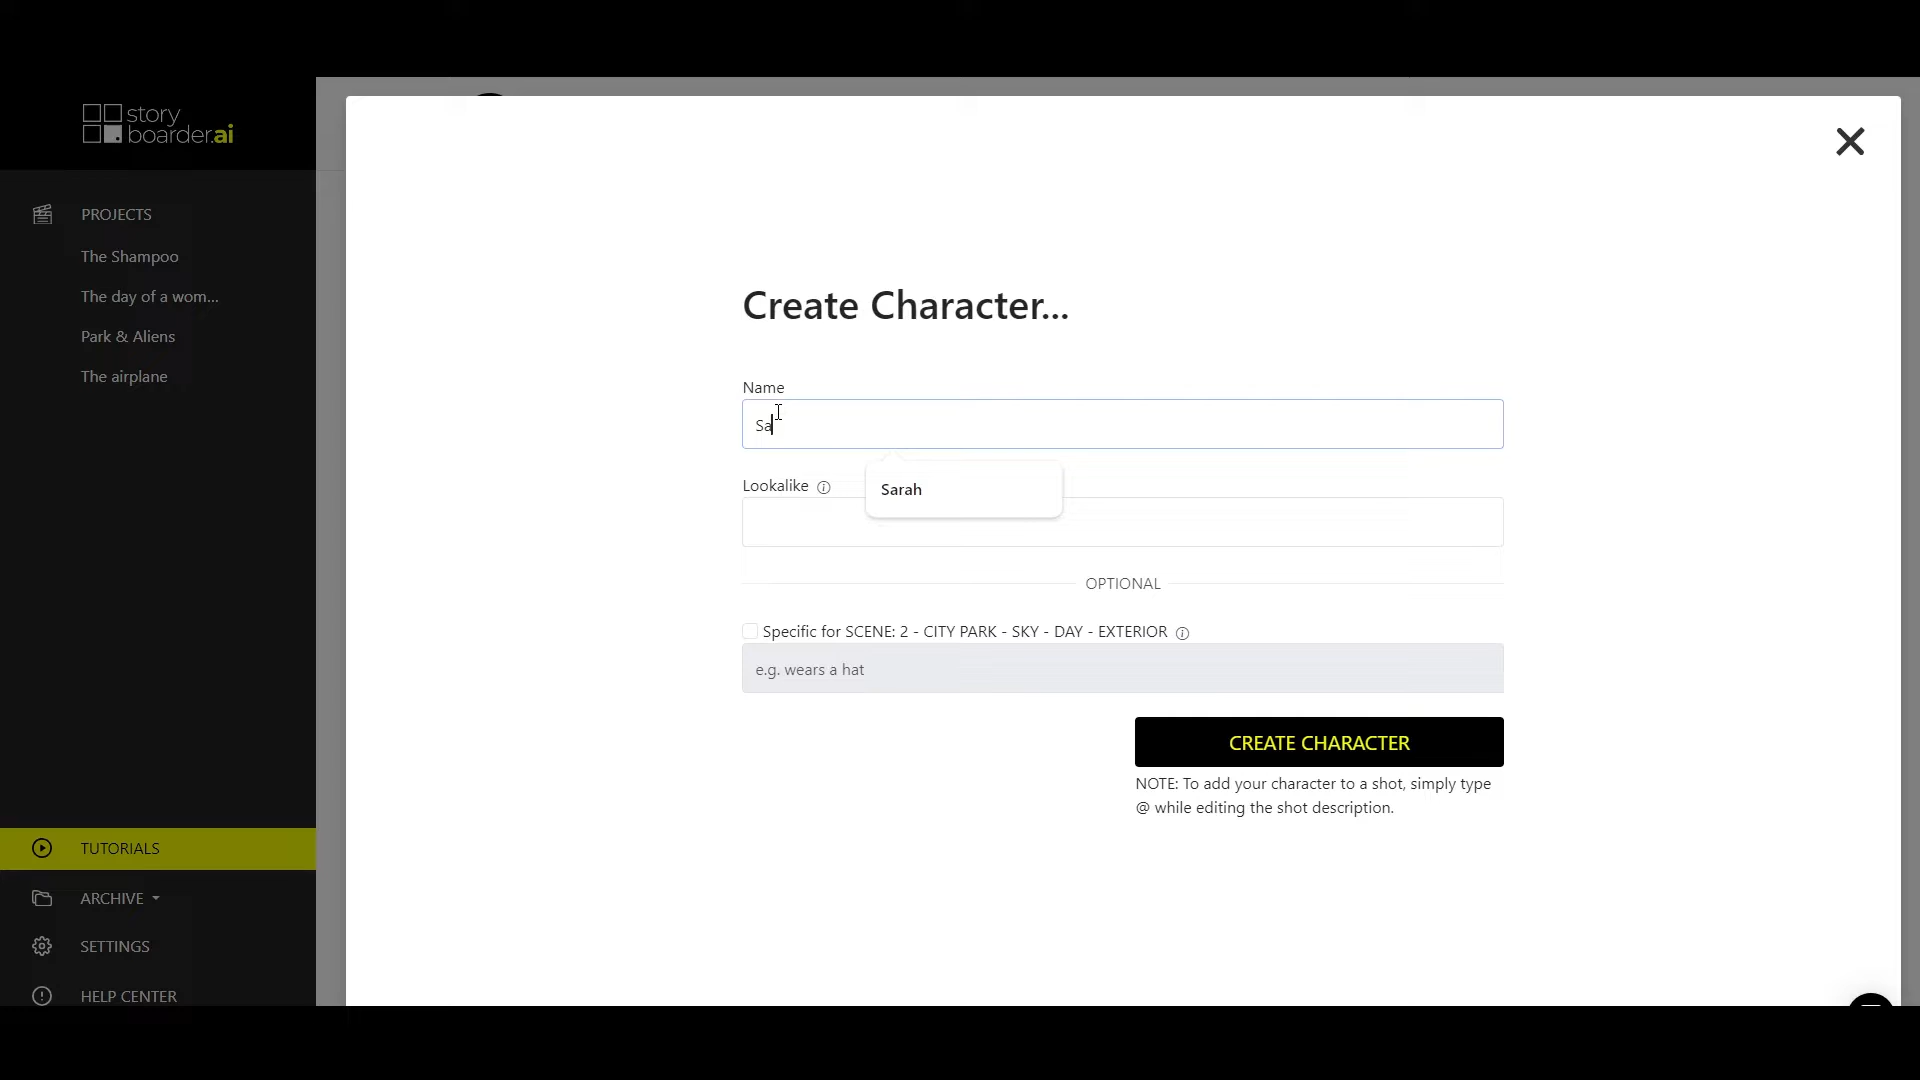 story
boarder.ai
PROJECTS
The Shampoo
The day of a wom...
Park & Aliens
The airplane
TUTORIALS
ARCHIVE
SETTINGS
HELP CENTER
Create Character...
Name
Sa
Sarah
Lookalike
OPTIONAL
Specific for SCENE: 2 - CITY PARK - SKY - DAY - EXTERIOR
e.g. wears a hat
CREATE CHARACTER
NOTE: To add your character to a shot, simply type
@ while editing the shot description.